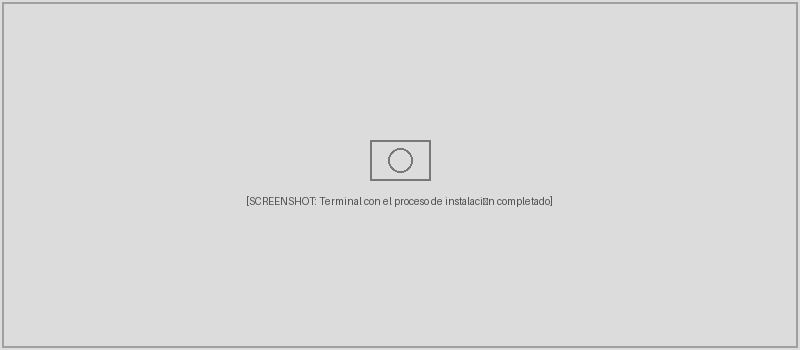 [SCREENSHOT: Terminal con el proceso de instalaci▯n completado]